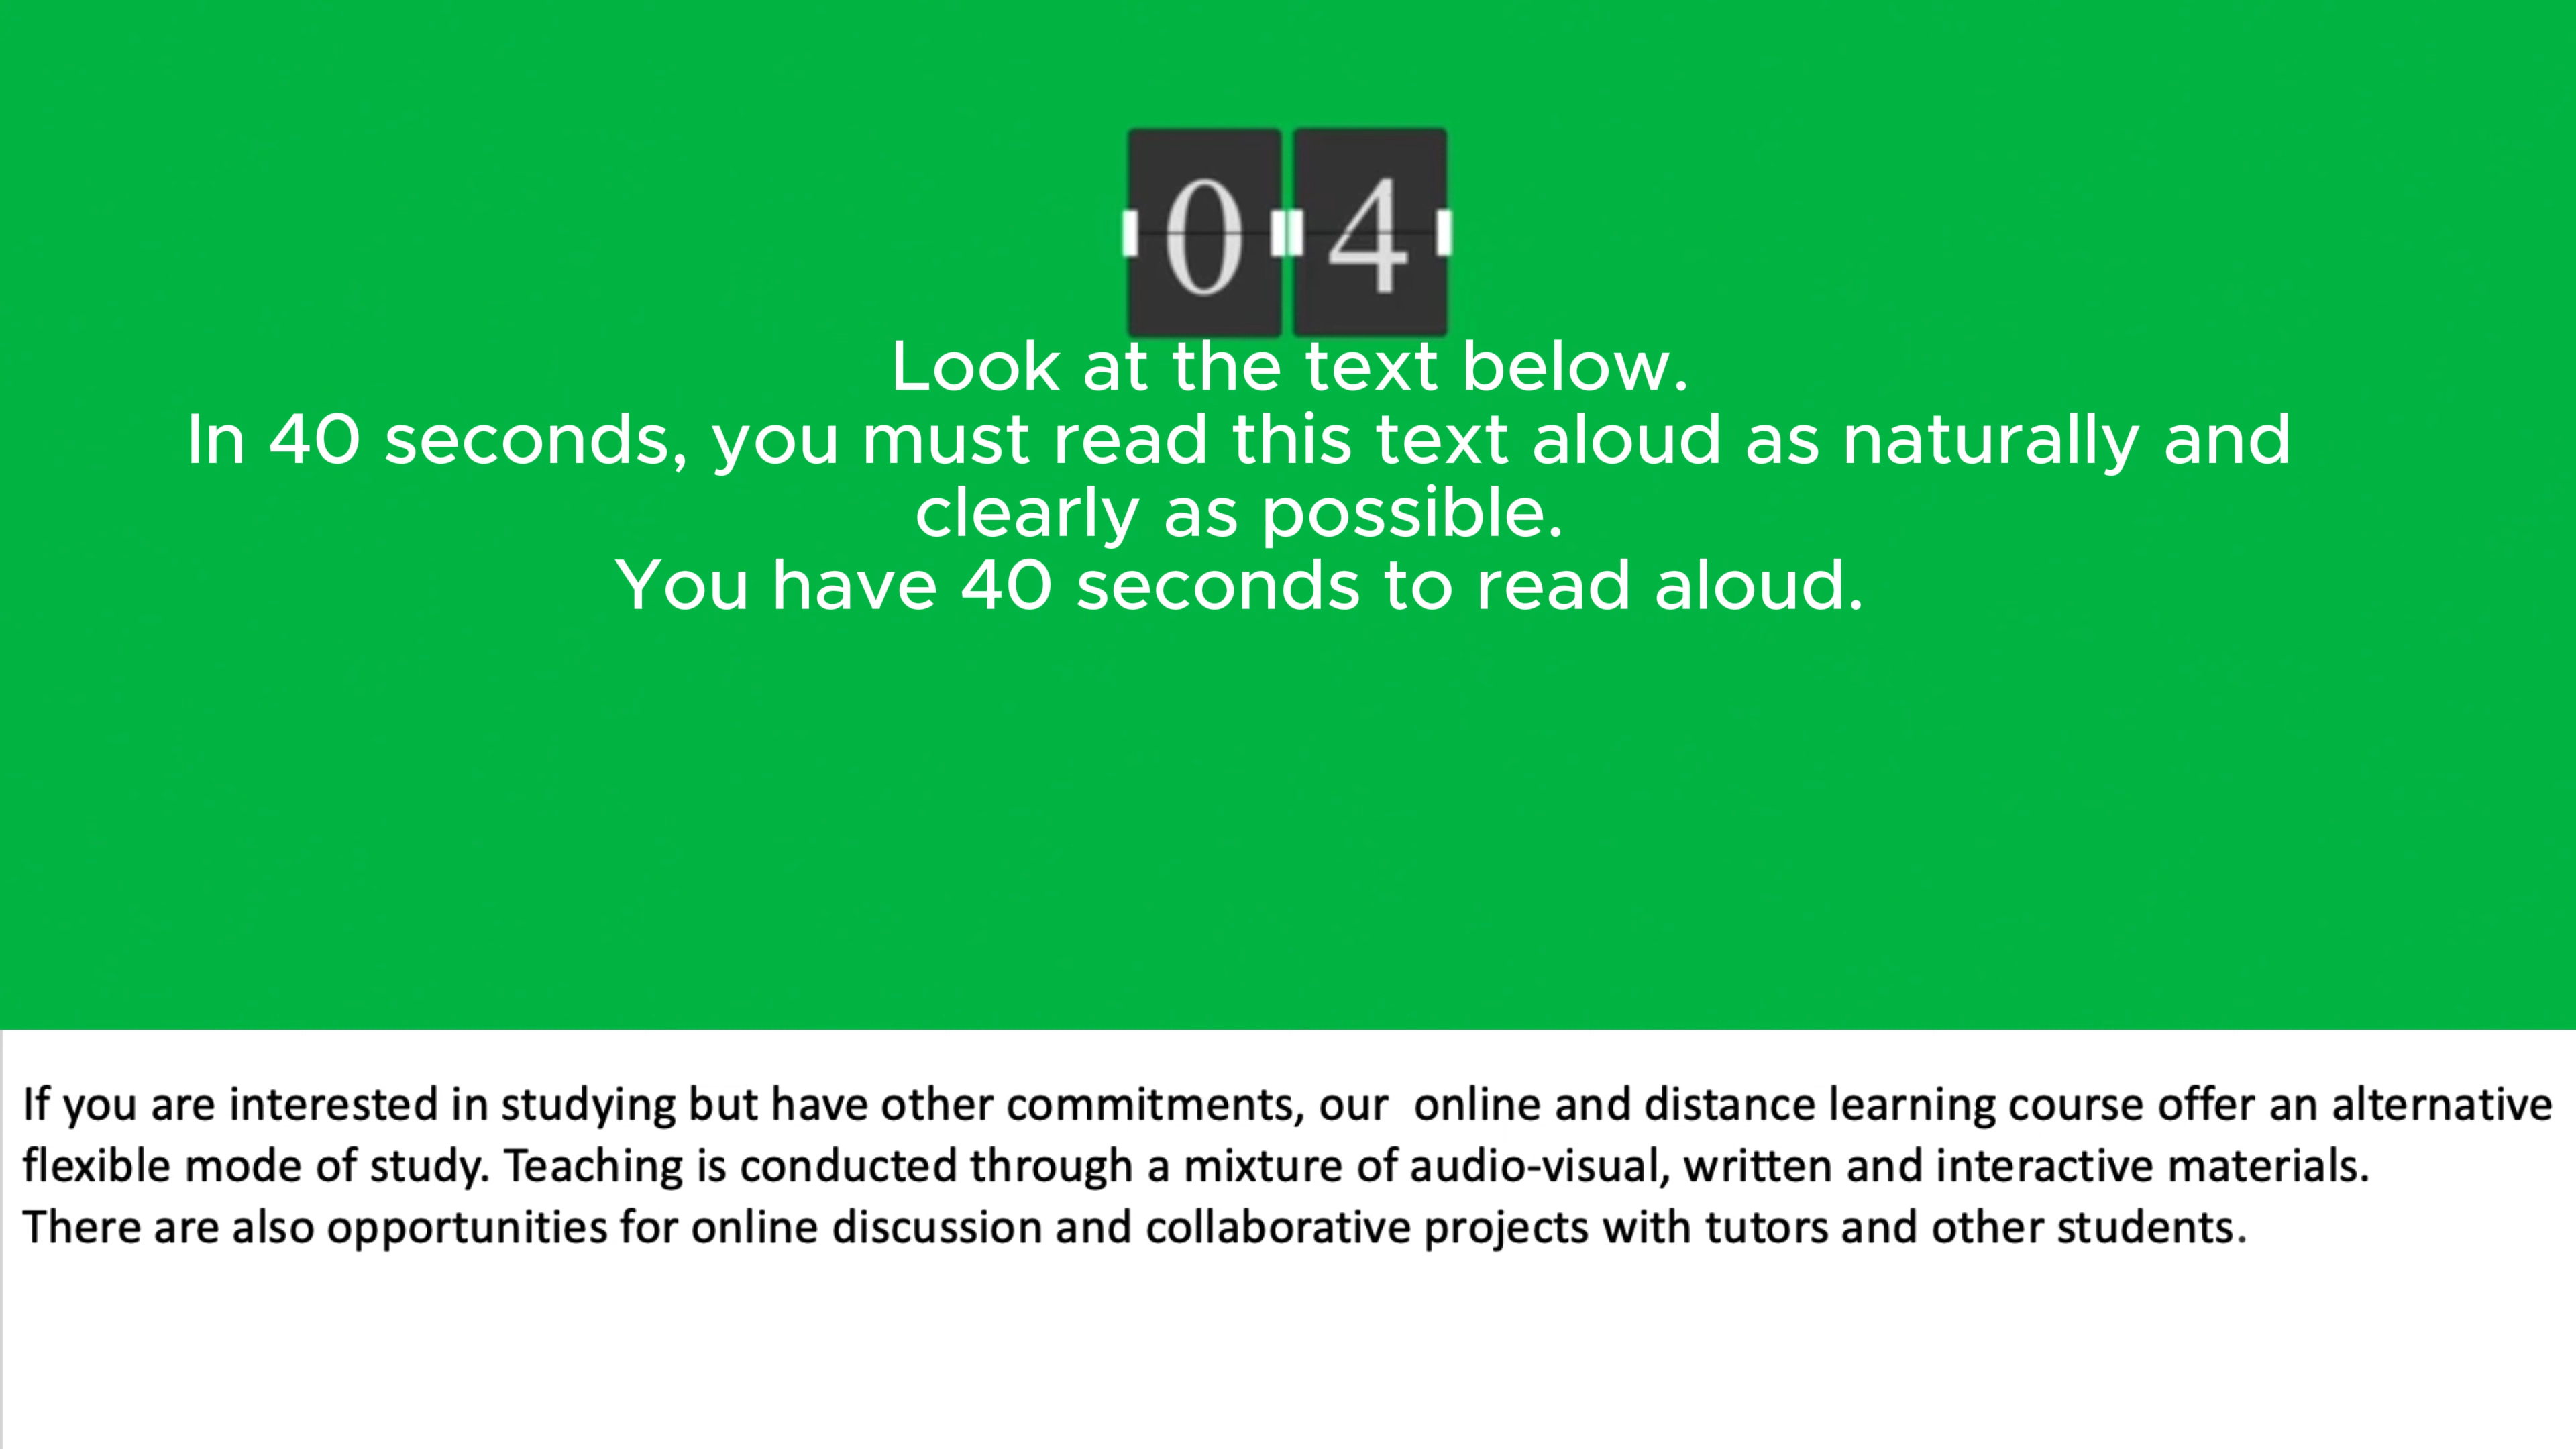 04
Look at the text below.
In 40 seconds, you must read this text aloud as naturally and
clearly as possible.
You have 40 seconds to read aloud.
If you are interested in studying but have other commitments, our  online and distance learning course offer an alternative
flexible mode of study. Teaching is conducted through a mixture of audio-visual, written and interactive materials.
There are also opportunities for online discussion and collaborative projects with tutors and other students.